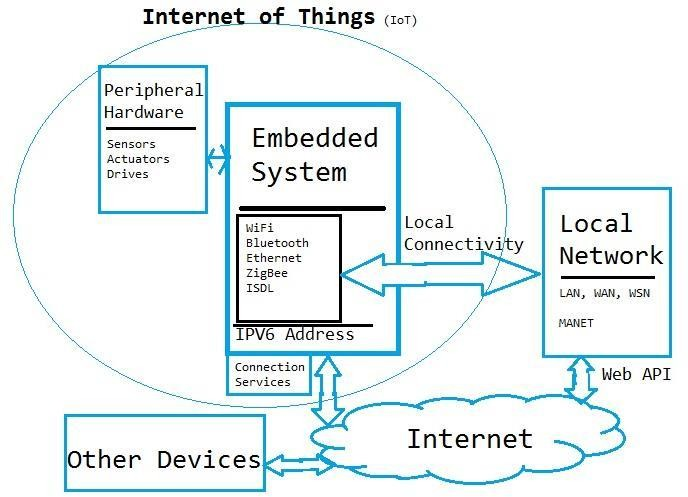 Internet of Things (IoT)
Peripheral
Hardware
Sensors
Actuators
Drives
Embedded
System
WiFi
Bluetooth
Ethernet
ZigBee
ISDL
IPV6 Address
Connection
Services
Local
Connectivity
Local
Network
LAN, WAN, WSN
MANET
Web API
Internet
Other Devices